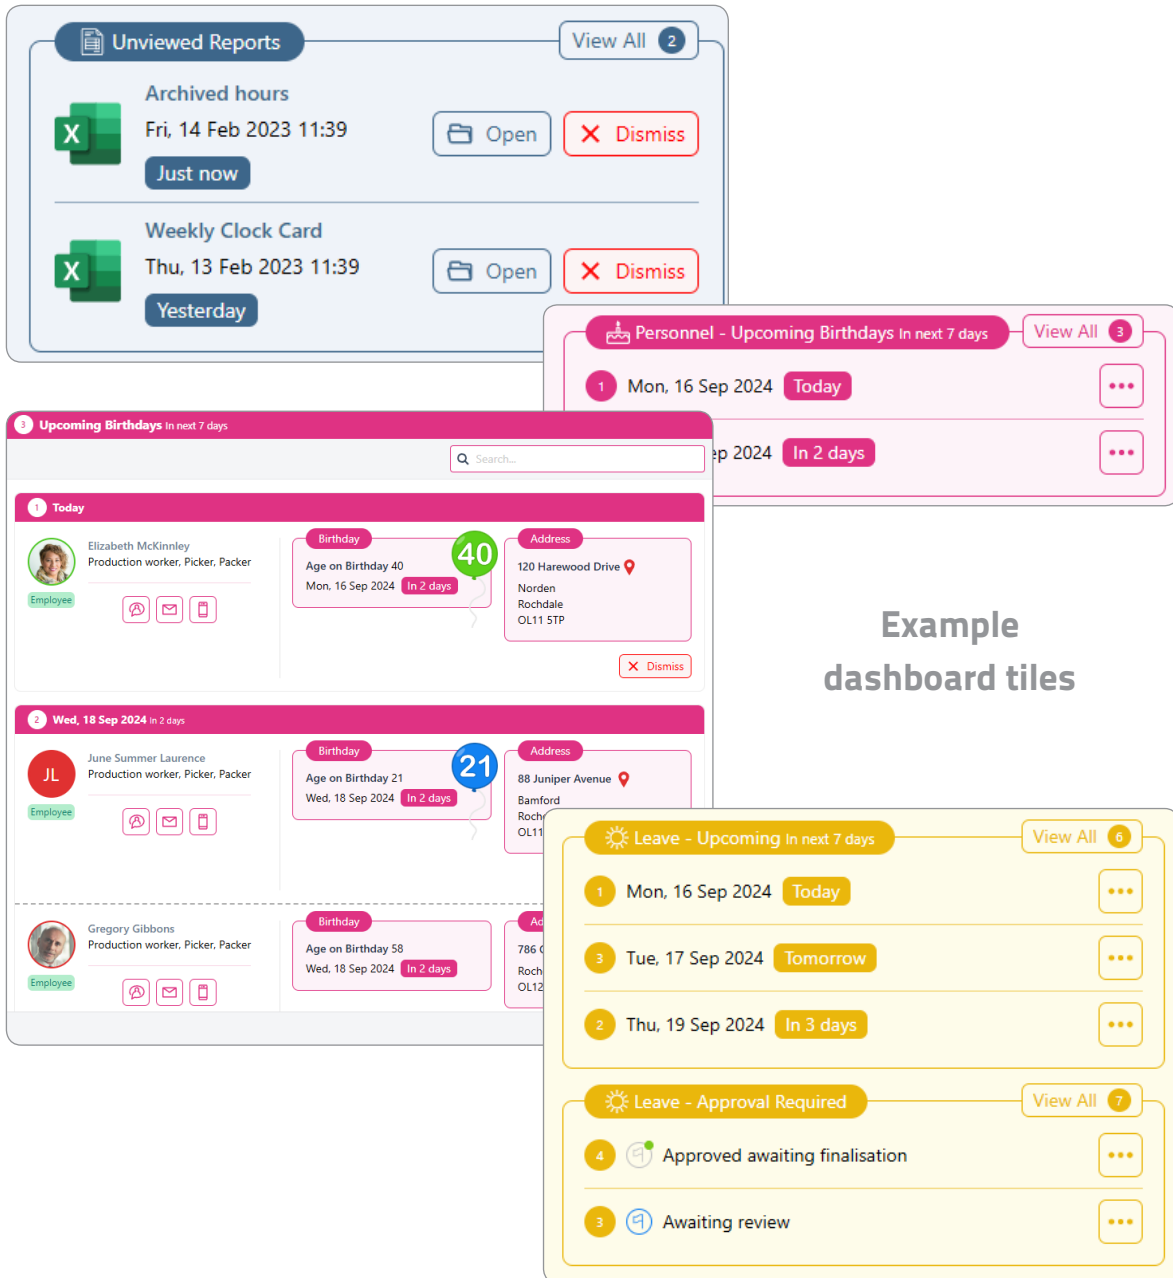 Unviewed Reports
View All 2
Archived hours
Fri, 14 Feb 2023 11:39
Just now
Open
Dismiss
Weekly Clock Card
Thu, 13 Feb 2023 11:39
Yesterday
Open
Dismiss
Personnel - Upcoming Birthdays In next 7 days
View All 3
1 Mon, 16 Sep 2024 Today
2024 In 2 days
3 Upcoming Birthdays In next 7 days
Search...
1 Today
Elizabeth McKinnley
Production worker, Picker, Packer
Employee
Birthday
Age on Birthday 40
Mon, 16 Sep 2024 In 2 days
40
Address
120 Harewood Drive
Norden
Rochdale
OL11 5TP
Dismiss
2 Wed, 18 Sep 2024 In 2 days
JL
June Summer Laurence
Production worker, Picker, Packer
Employee
Birthday
Age on Birthday 21
Wed, 18 Sep 2024 In 2 days
21
Address
88 Juniper Avenue
Bamford
OL11
Gregory Gibbons
Production worker, Picker, Packer
Employee
Birthday
Age on Birthday 58
Wed, 18 Sep 2024 In 2 days
786
OL12
Example
dashboard tiles
Leave - Upcoming In next 7 days
View All 6
1 Mon, 16 Sep 2024 Today
3 Tue, 17 Sep 2024 Tomorrow
2 Thu, 19 Sep 2024 In 3 days
Leave - Approval Required
View All 7
4 Approved awaiting finalisation
3 Awaiting review